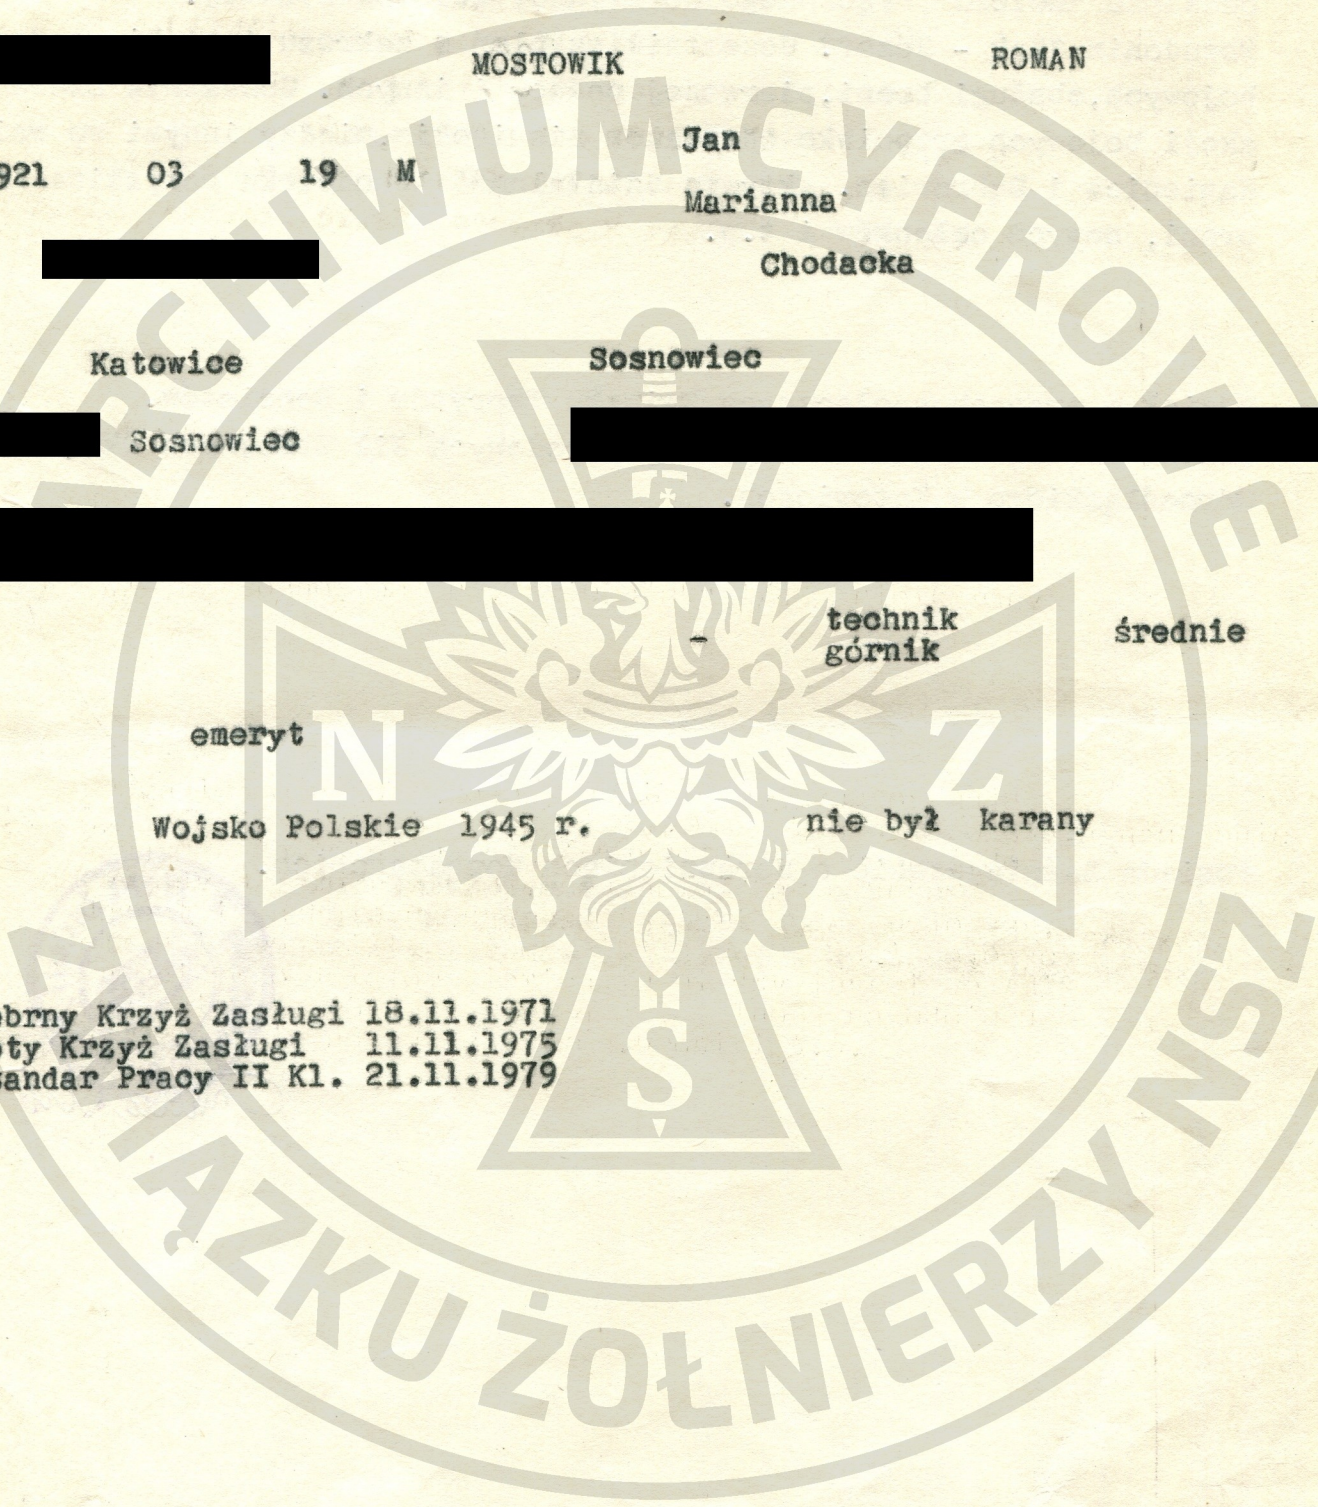 MOSTOWIK ROMAN
Jan
921 03 19 M
Marianna
Chodacka
Katowice Sosnowiec
Sosnowiec
- technik średnie
górnik
emeryt
Wojsko Polskie 1945 r. nie był karany
brny Krzyż Zasługi 18.11.1971
ty Krzyż Zasługi 11.11.1975
andar Pracy II Kl. 21.11.1979
ARCHIWUM CYFROWE
ZWIĄZKU ŻOŁNIERZY NSZ
N Z
S